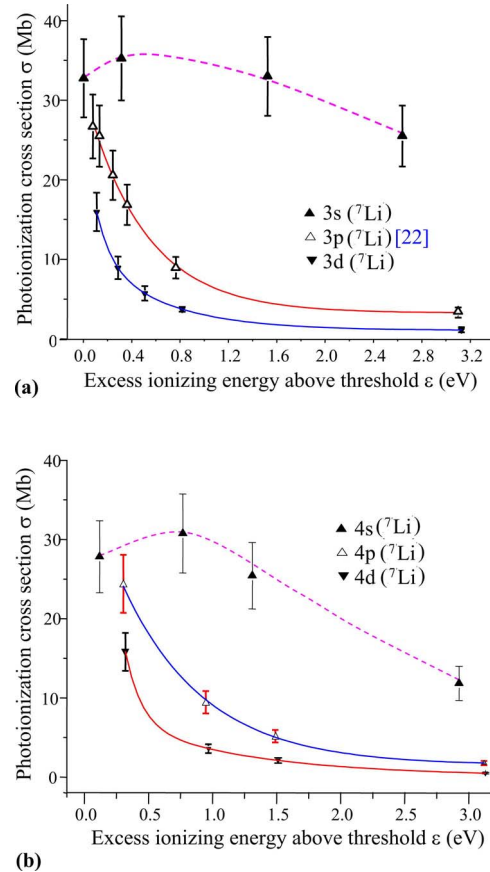 40
30
20
10
0
Photoionization cross section σ (Mb)
3s (⁷Li)
3p (⁷Li) [22]
3d (⁷Li)
0.0 0.4 0.8 1.2 1.6 2.0 2.4 2.8 3.2
Excess ionizing energy above threshold ε (eV)
(a)
40
30
20
10
0
Photoionization cross section σ (Mb)
4s (⁷Li)
4p (⁷Li)
4d (⁷Li)
0.0 0.5 1.0 1.5 2.0 2.5 3.0
Excess ionizing energy above threshold ε (eV)
(b)